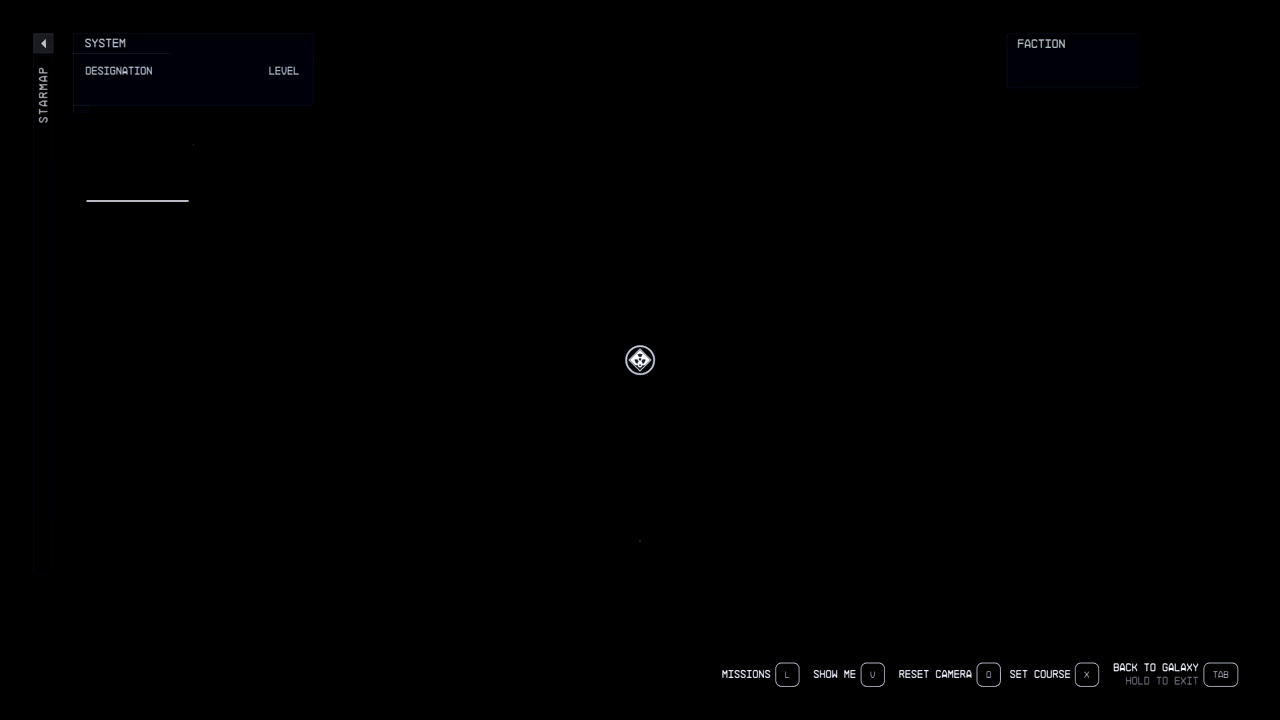 SYSTEM
DESIGNATION LEVEL
FACTION
STARMAP
MISSIONS L SHOW ME V RESET CAMERA Q SET COURSE X BACK TO GALAXY TAB
HOLD TO EXIT